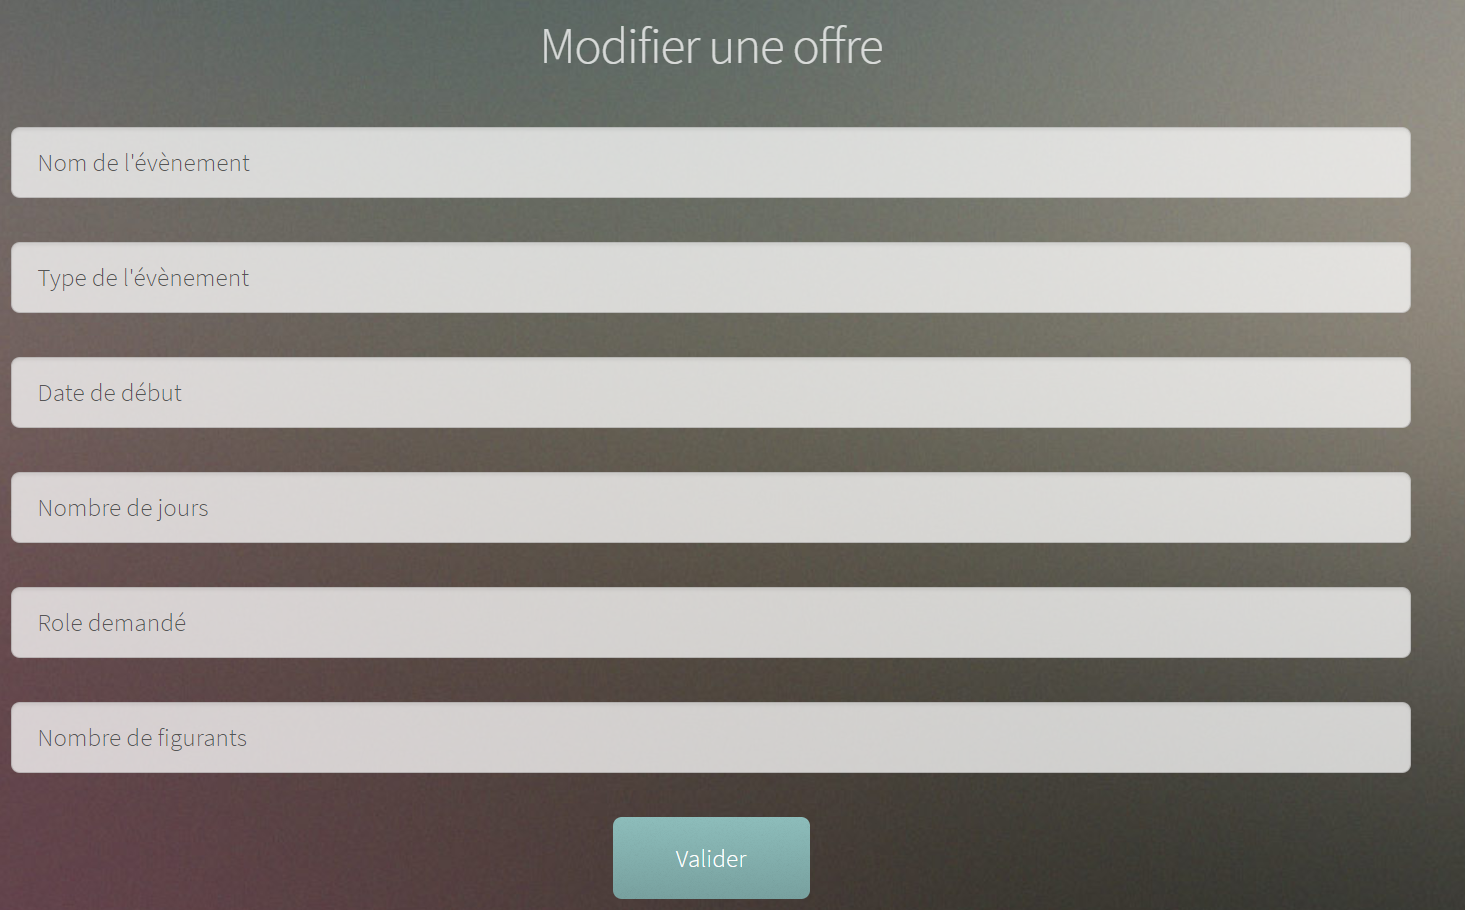 Modifier une offre
Nom de l'évènement
Type de l'évènement
Date de début
Nombre de jours
Role demandé
Nombre de figurants
Valider